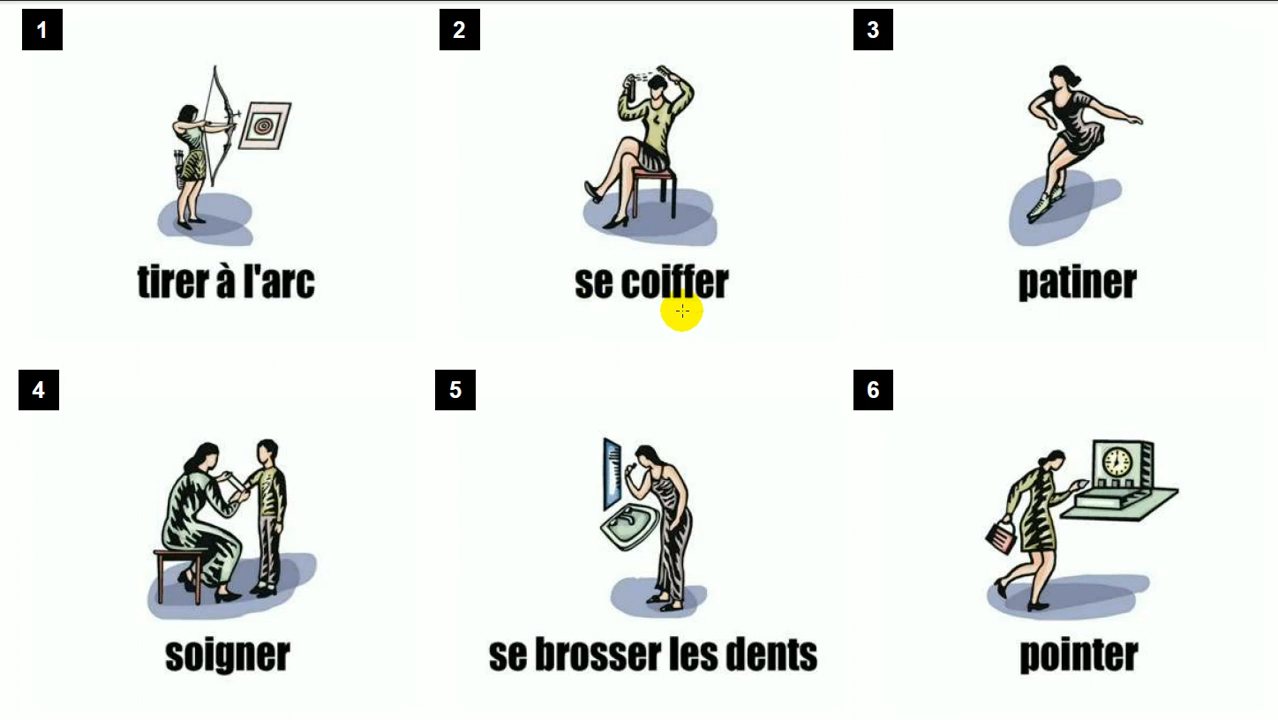 1
2
3
tirer à l'arc
se coiffer
patiner
4
5
6
soigner
se brosser les dents
pointer